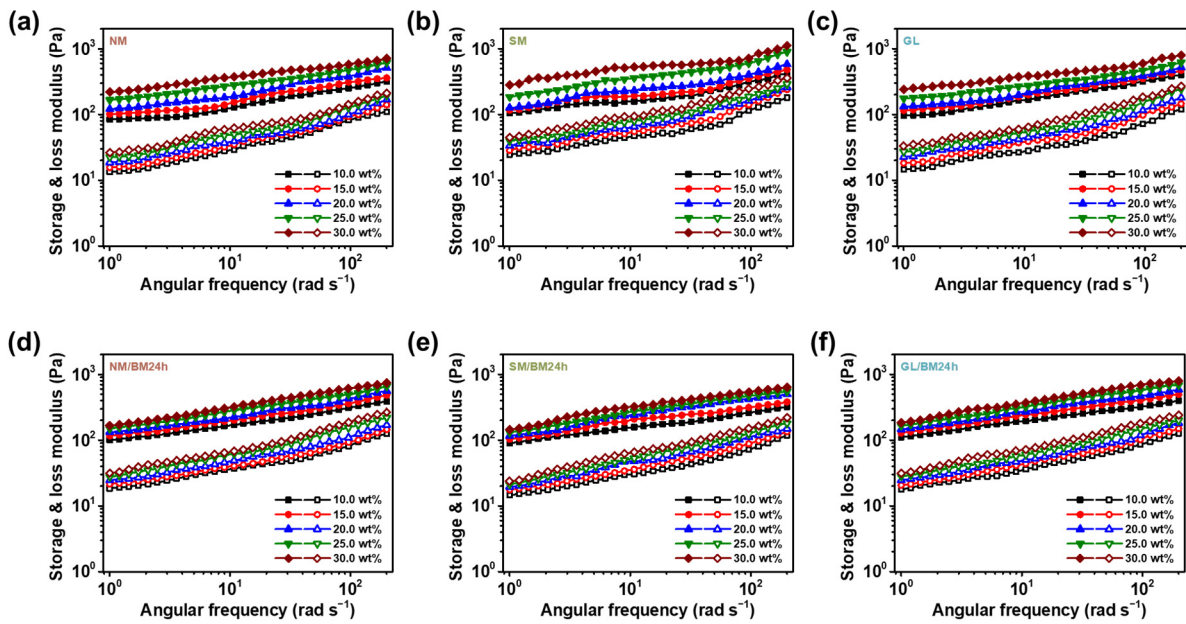 (a)
NM
Storage & loss modulus (Pa)
10³
10²
10¹
10⁰
10.0 wt%
15.0 wt%
20.0 wt%
25.0 wt%
30.0 wt%
10⁰ 10¹ 10²
Angular frequency (rad s⁻¹)
(b)
SM
Storage & loss modulus (Pa)
10³
10²
10¹
10⁰
10.0 wt%
15.0 wt%
20.0 wt%
25.0 wt%
30.0 wt%
10⁰ 10¹ 10²
Angular frequency (rad s⁻¹)
(c)
GL
Storage & loss modulus (Pa)
10³
10²
10¹
10⁰
10.0 wt%
15.0 wt%
20.0 wt%
25.0 wt%
30.0 wt%
10⁰ 10¹ 10²
Angular frequency (rad s⁻¹)
(d)
NM/BM24h
Storage & loss modulus (Pa)
10³
10²
10¹
10⁰
10.0 wt%
15.0 wt%
20.0 wt%
25.0 wt%
30.0 wt%
10⁰ 10¹ 10²
Angular frequency (rad s⁻¹)
(e)
SM/BM24h
Storage & loss modulus (Pa)
10³
10²
10¹
10⁰
10.0 wt%
15.0 wt%
20.0 wt%
25.0 wt%
30.0 wt%
10⁰ 10¹ 10²
Angular frequency (rad s⁻¹)
(f)
GL/BM24h
Storage & loss modulus (Pa)
10³
10²
10¹
10⁰
10.0 wt%
15.0 wt%
20.0 wt%
25.0 wt%
30.0 wt%
10⁰ 10¹ 10²
Angular frequency (rad s⁻¹)